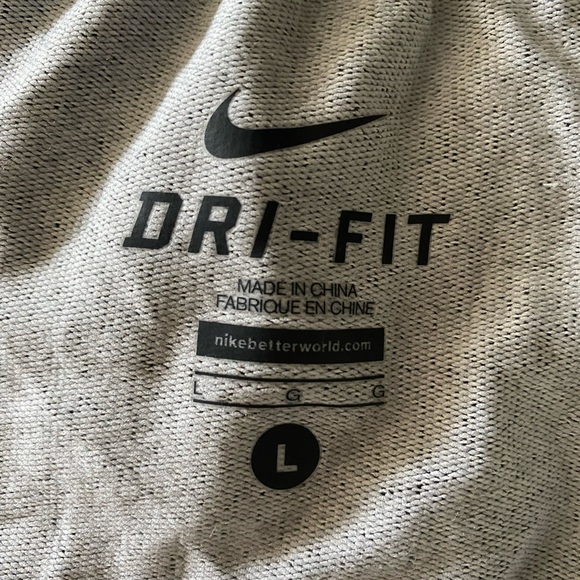 DRI-FIT
MADE IN CHINA
FABRIQUE EN CHINE
nikebetterworld.com
L G G
L